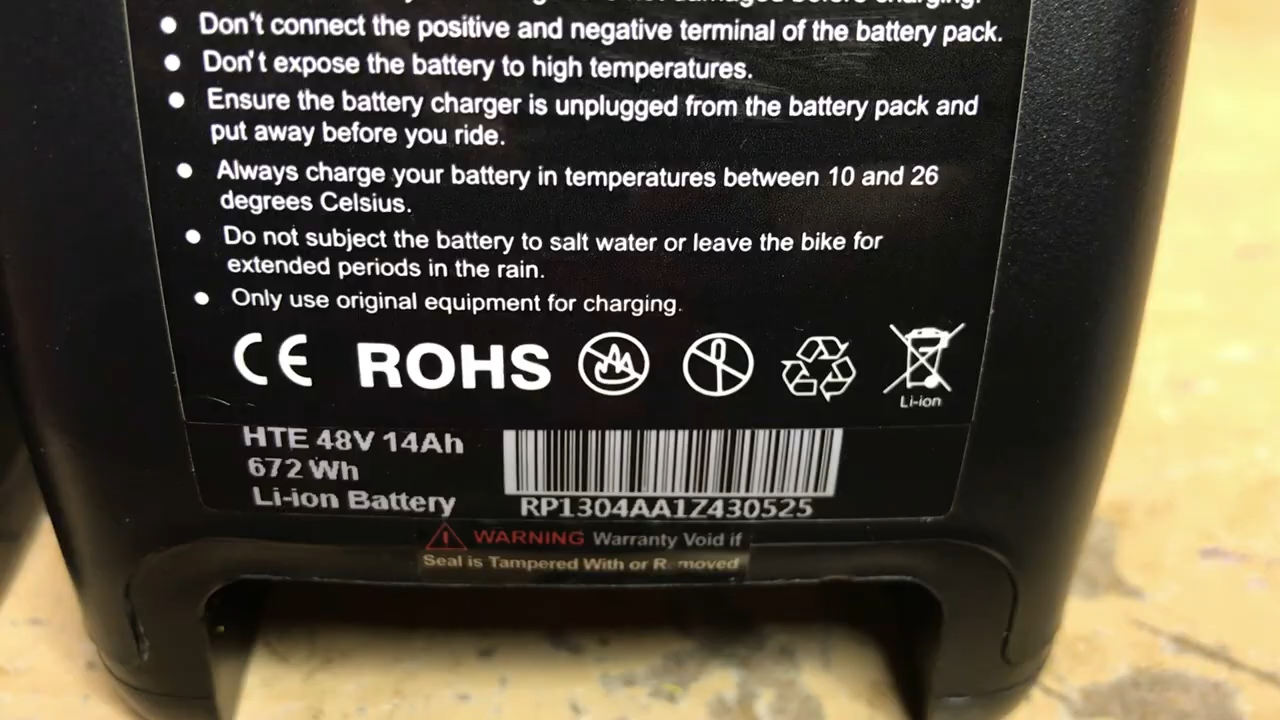 damaged before charging.
● Don't connect the positive and negative terminal of the battery pack.
● Don't expose the battery to high temperatures.
● Ensure the battery charger is unplugged from the battery pack and
put away before you ride.
● Always charge your battery in temperatures between 10 and 26
degrees Celsius.
● Do not subject the battery to salt water or leave the bike for
extended periods in the rain.
● Only use original equipment for charging.
CE ROHS
Li-ion
HTE 48V 14Ah
672 Wh
Li-ion Battery
RP1304AA1Z430525
WARNING Warranty Void if
Seal is Tampered With or R moved